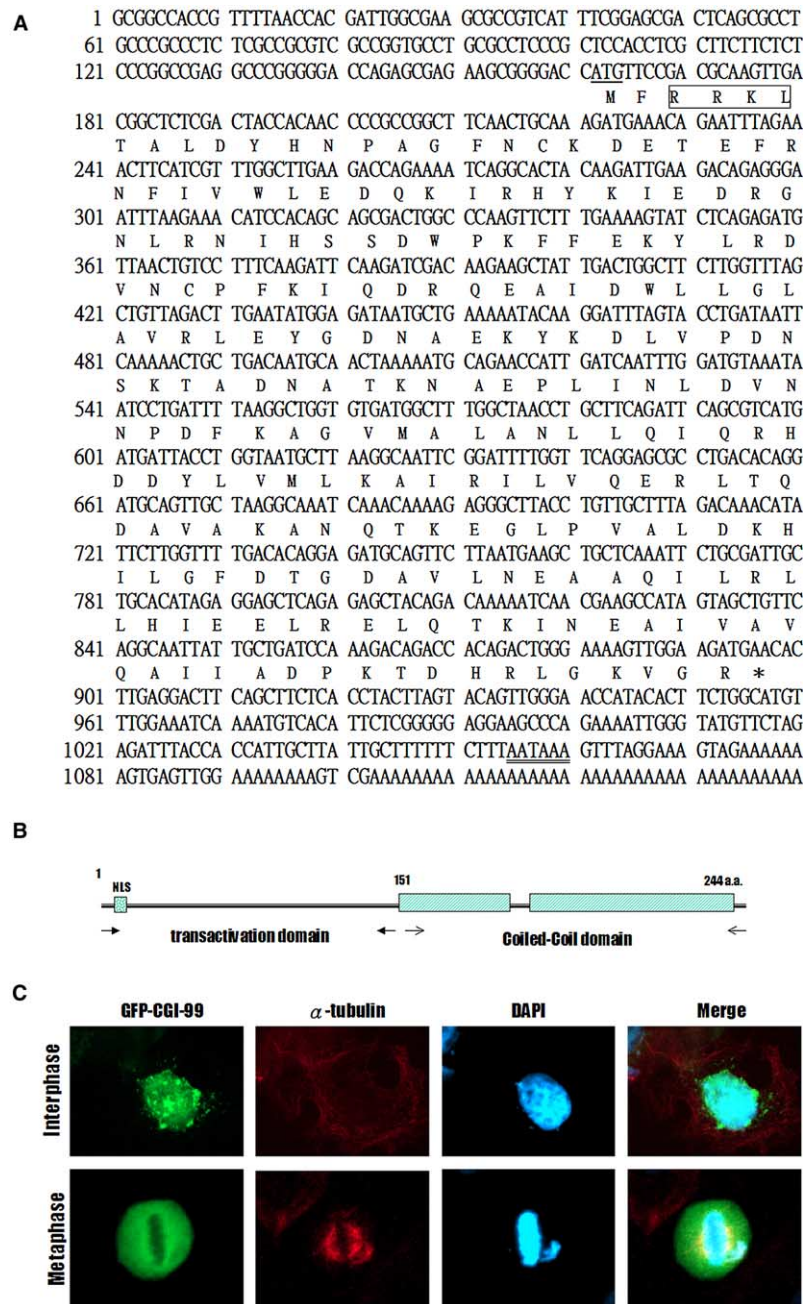 A
1 GCGGCCACCG TTTTAACCAC GATTGGCGAA GCGCCGTCAT TTCGGAGCGA CTCAGCGCCT
61 GCCCGCCCTC TCGCCGCGTC GCCGGTGCCT GCGCCTCCCG CTCCACCTCG CTTCTTCTCT
121 CCCGGCCGAG GCCCGGGGGA CCAGAGCGAG AAGCGGGGAC CATGTTCCGA CGCAAGTTGA
M F R R K L
181 CGGCTCTCGA CTACCACAAC CCCGCCGGCT TCAACTGCAA AGATGAAACA GAATTTAGAA
T A L D Y H N P A G F N C K D E T E F R
241 ACTTCATCGT TTGGCTTGAA GACCAGAAAA TCAGGCACTA CAAGATTGAA GACAGAGGGA
N F I V W L E D Q K I R H Y K I E D R G
301 ATTTAAGAAA CATCCACAGC AGCGACTGGC CCAAGTTCTT TGAAAAGTAT CTCAGAGATG
N L R N I H S S D W P K F F E K Y L R D
361 TTAACTGTCC TTTCAAGATT CAAGATCGAC AAGAAGCTAT TGACTGGCTT CTTGGTTTAG
V N C P F K I Q D R Q E A I D W L L G L
421 CTGTTAGACT TGAATATGGA GATAATGCTG AAAAATACAA GGATTTAGTA CCTGATAATT
A V R L E Y G D N A E K Y K D L V P D N
481 CAAAAACTGC TGACAATGCA ACTAAAAATG CAGAACCATT GATCAATTTG GATGTAAATA
S K T A D N A T K N A E P L I N L D V N
541 ATCCTGATTT TAAGGCTGGT GTGATGGCTT TGGCTAACCT GCTTCAGATT CAGCGTCATG
N P D F K A G V M A L A N L L Q I Q R H
601 ATGATTACCT GGTAATGCTT AAGGCAATTC GGATTTTGGT TCAGGAGCGC CTGACACAGG
D D Y L V M L K A I R I L V Q E R L T Q
661 ATGCAGTTGC TAAGGCAAAT CAAACAAAAG AGGGCTTACC TGTTGCTTTA GACAAACATA
D A V A K A N Q T K E G L P V A L D K H
721 TTCTTGGTTT TGACACAGGA GATGCAGTTC TTAATGAAGC TGCTCAAATT CTGCGATTGC
I L G F D T G D A V L N E A A Q I L R L
781 TGCACATAGA GGAGCTCAGA GAGCTACAGA CAAAAATCAA CGAAGCCATA GTAGCTGTTC
L H I E E L R E L Q T K I N E A I V A V
841 AGGCAATTAT TGCTGATCCA AAGACAGACC ACAGACTGGG AAAAGTTGGA AGATGAACAC
Q A I I A D P K T D H R L G K V G R *
901 TTGAGGACTT CAGCTTCTCA CCTACTTAGT ACAGTTGGGA ACCATACACT TCTGGCATGT
961 TTGGAAATCA AAATGTCACA TTCTCGGGGG AGGAAGCCCA GAAAATTGGG TATGTTCTAG
1021 AGATTTACCA CCATTGCTTA TTGCTTTTTT CTTTAATAAA GTTTAGGAAA GTAGAAAAAA
1081 AGTGAGTTGG AAAAAAAAGT CGAAAAAAAA AAAAAAAAAA AAAAAAAAAA AAAAAAAAAA
B
1 NLS 151 244 a.a.
transactivation domain Coiled-Coil domain
C
GFP-CGI-99 α-tubulin DAPI Merge
Interphase
Metaphase